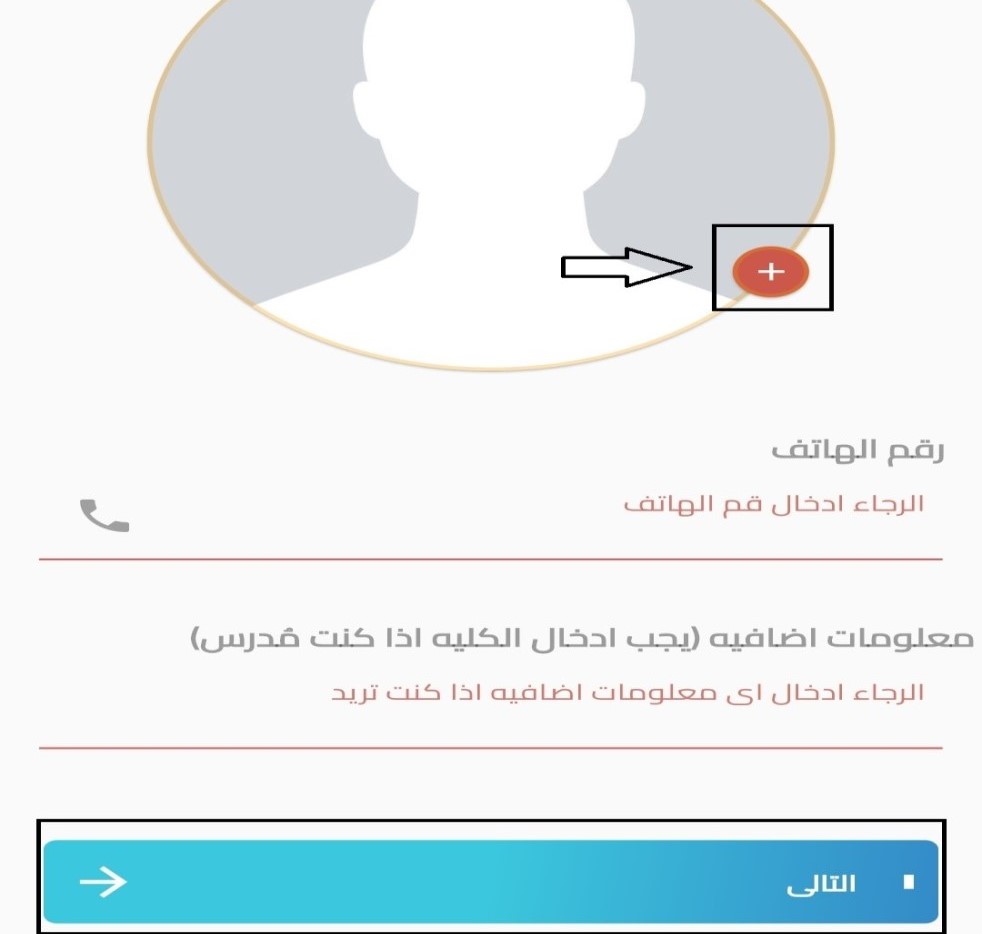 رقم الهاتف
الرجاء ادخال قم الهاتف
معلومات اضافيه (يجب ادخال الكليه اذا كنت مُدرس)
الرجاء ادخال اى معلومات اضافيه اذا كنت تريد
التالى